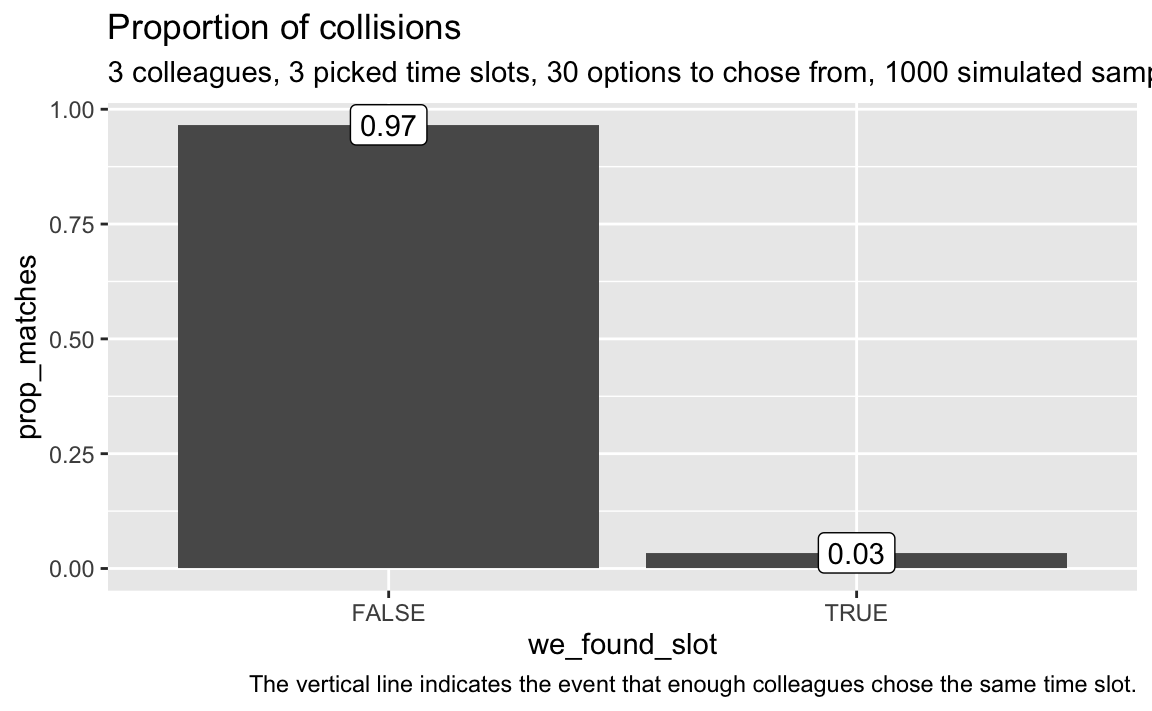 Proportion of collisions
3 colleagues, 3 picked time slots, 30 options to chose from, 1000 simulated samp
1.00
0.97
0.75
prop_matches
0.50
0.25
0.03
0.00
FALSE
TRUE
we_found_slot
The vertical line indicates the event that enough colleagues chose the same time slot.